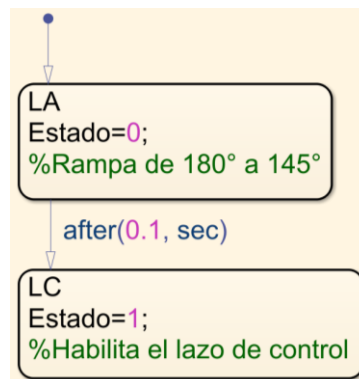 LA
Estado=0;
%Rampa de 180° a 145°
after(0.1, sec)
LC
Estado=1;
%Habilita el lazo de control